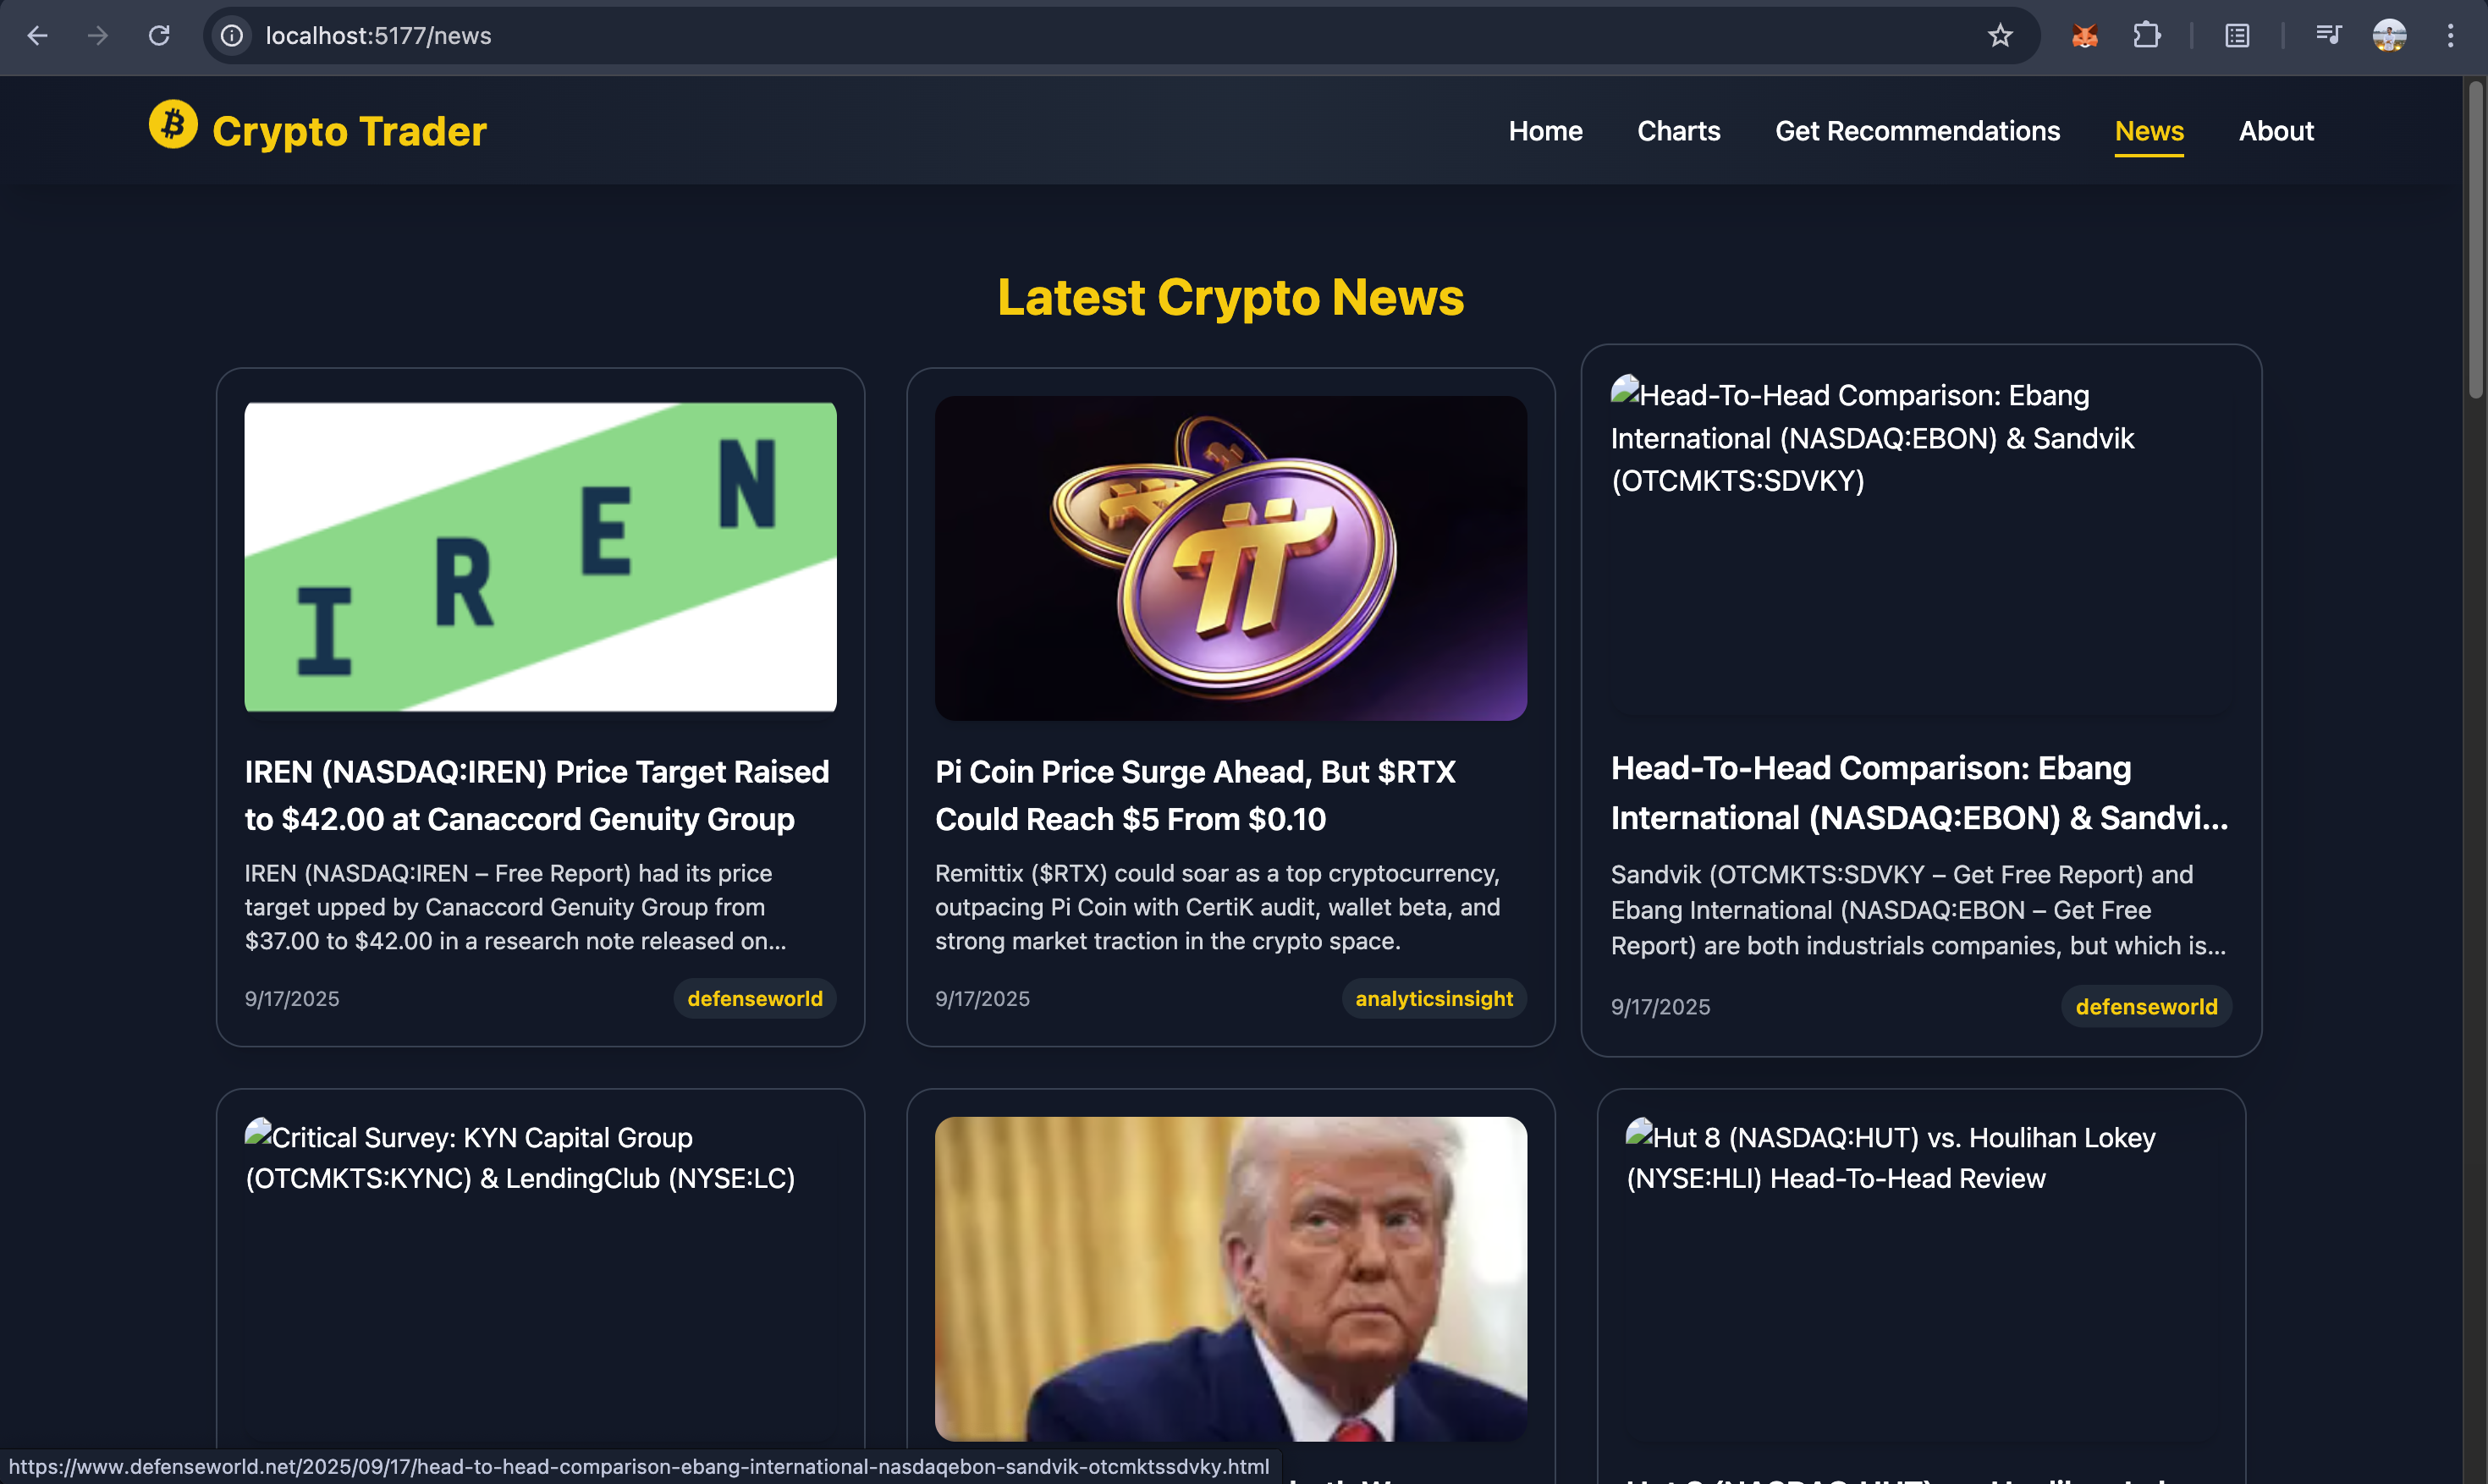 localhost:5177/news
Crypto Trader
Home
Charts
Get Recommendations
News
About
Latest Crypto News
I R E N
IREN (NASDAQ:IREN) Price Target Raised
to $42.00 at Canaccord Genuity Group
IREN (NASDAQ:IREN – Free Report) had its price
target upped by Canaccord Genuity Group from
$37.00 to $42.00 in a research note released on...
9/17/2025
defenseworld
Pi Coin Price Surge Ahead, But $RTX
Could Reach $5 From $0.10
Remittix ($RTX) could soar as a top cryptocurrency,
outpacing Pi Coin with CertiK audit, wallet beta, and
strong market traction in the crypto space.
9/17/2025
analyticsinsight
Head-To-Head Comparison: Ebang
International (NASDAQ:EBON) & Sandvik
(OTCMKTS:SDVKY)
Head-To-Head Comparison: Ebang
International (NASDAQ:EBON) & Sandvi...
Sandvik (OTCMKTS:SDVKY – Get Free Report) and
Ebang International (NASDAQ:EBON – Get Free
Report) are both industrials companies, but which is...
9/17/2025
defenseworld
Critical Survey: KYN Capital Group
(OTCMKTS:KYNC) & LendingClub (NYSE:LC)
Hut 8 (NASDAQ:HUT) vs. Houlihan Lokey
(NYSE:HLI) Head-To-Head Review
https://www.defenseworld.net/2025/09/17/head-to-head-comparison-ebang-international-nasdaqebon-sandvik-otcmktssdvky.html